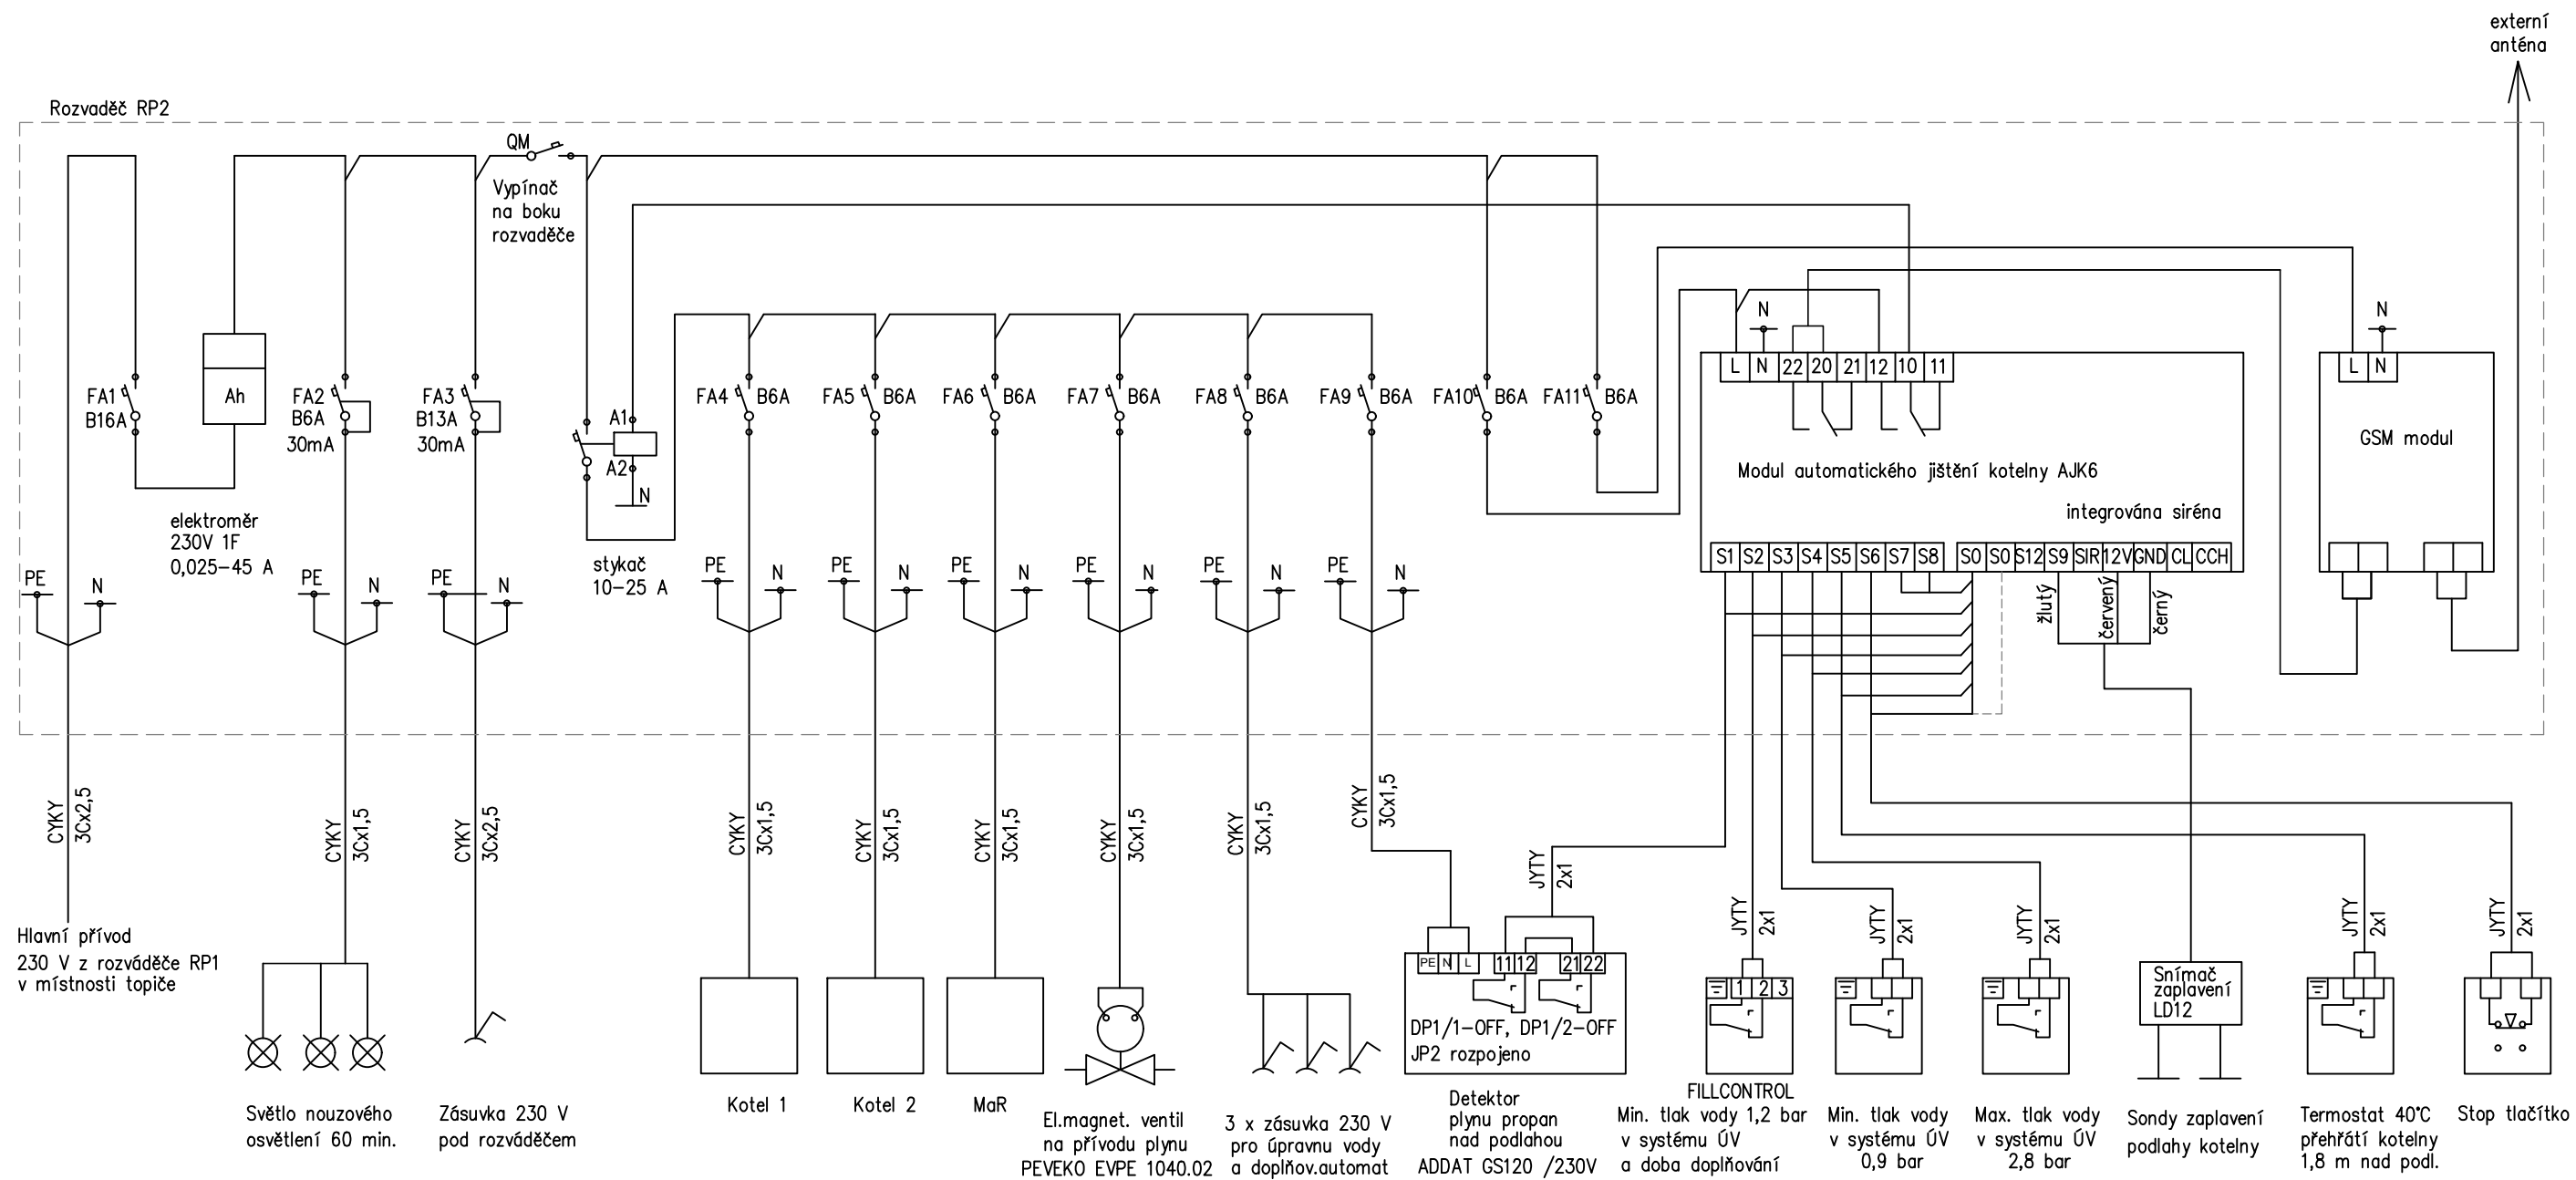 externí
anténa
Rozvaděč RP2
QM
Vypínač
na boku
rozvaděče
N
N
L
N
22
20
21
12
10
11
L
N
FA1
B16A
Ah
FA2
B6A
30mA
FA3
B13A
30mA
A1
A2
N
FA4
B6A
FA5
B6A
FA6
B6A
FA7
B6A
FA8
B6A
FA9
B6A
FA10
B6A
FA11
B6A
GSM modul
Modul automatického jištění kotelny AJK6
integrována siréna
elektroměr
230V 1F
0,025-45 A
stykač
10-25 A
S1
S2
S3
S4
S5
S6
S7
S8
S0
S0
S12
S9
SIR
12V
GND
CL
CCH
PE
N
PE
N
PE
N
PE
N
PE
N
PE
N
PE
N
PE
N
PE
N
žlutý
červený
černý
CYKY
3Cx2,5
CYKY
3Cx1,5
CYKY
3Cx2,5
CYKY
3Cx1,5
CYKY
3Cx1,5
CYKY
3Cx1,5
CYKY
3Cx1,5
CYKY
3Cx1,5
CYKY
3Cx1,5
JYTY
2x1
JYTY
2x1
JYTY
2x1
JYTY
2x1
JYTY
2x1
JYTY
2x1
Hlavní přívod
230 V z rozváděče RP1
v místnosti topiče
PE
N
L
11
12
21
22
DP1/1-OFF, DP1/2-OFF
JP2 rozpojeno
1
2
3
Snímač
zaplavení
LD12
Světlo nouzového
osvětlení 60 min.
Zásuvka 230 V
pod rozváděčem
Kotel 1
Kotel 2
MaR
El.magnet. ventil
na přívodu plynu
PEVEKO EVPE 1040.02
3 x zásuvka 230 V
pro úpravnu vody
a doplňov.automat
Detektor
plynu propan
nad podlahou
ADDAT GS120 /230V
FILLCONTROL
Min. tlak vody 1,2 bar
v systému ÚV
a doba doplňování
Min. tlak vody
v systému ÚV
0,9 bar
Max. tlak vody
v systému ÚV
2,8 bar
Sondy zaplavení
podlahy kotelny
Termostat 40°C
přehřátí kotelny
1,8 m nad podl.
Stop tlačítko